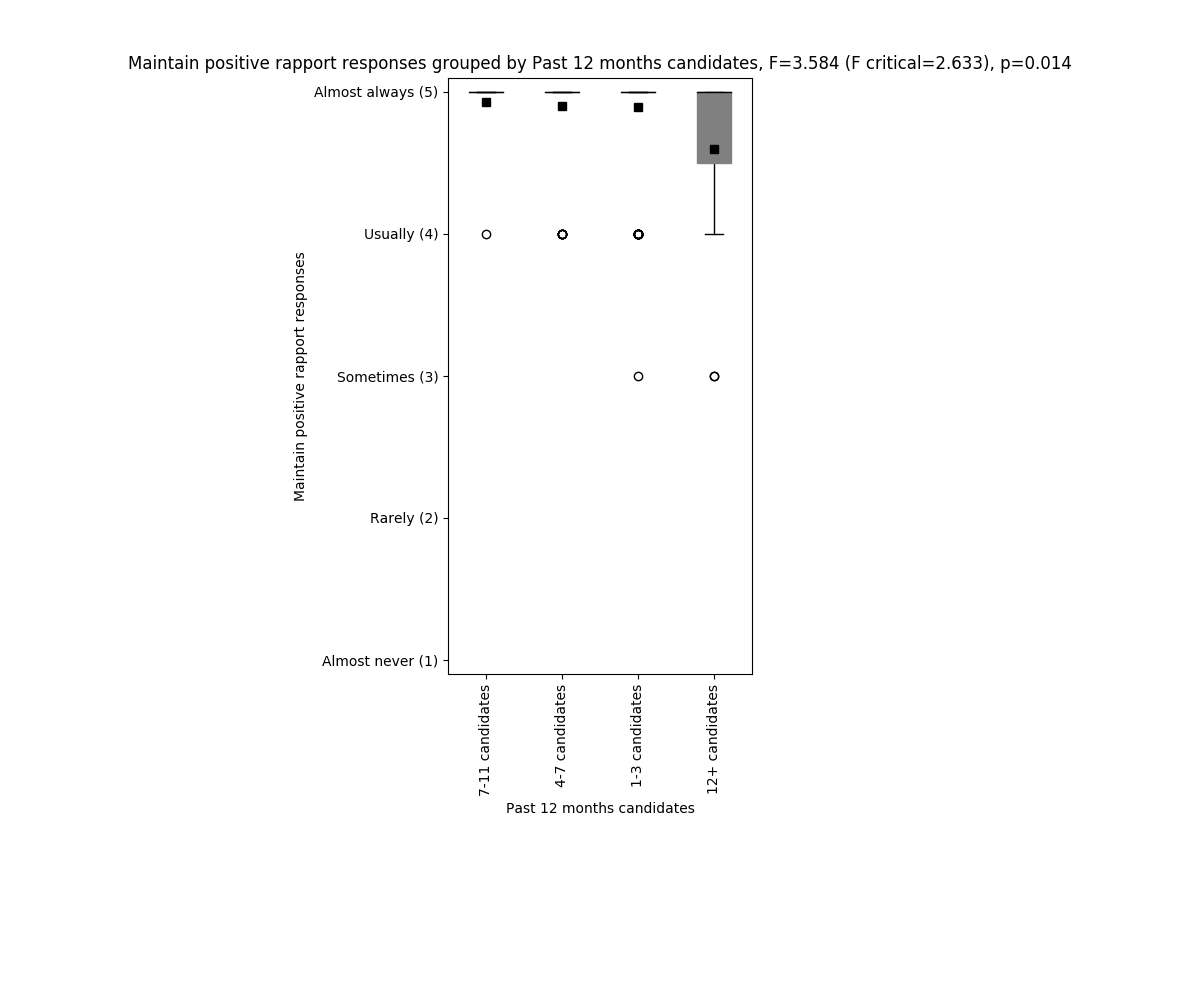 Maintain positive rapport responses grouped by Past 12 months candidates, F=3.584 (F critical=2.633), p=0.014
Almost always (5)
Usually (4)
Sometimes (3)
Rarely (2)
Almost never (1)
Maintain positive rapport responses
7-11 candidates
4-7 candidates
1-3 candidates
12+ candidates
Past 12 months candidates